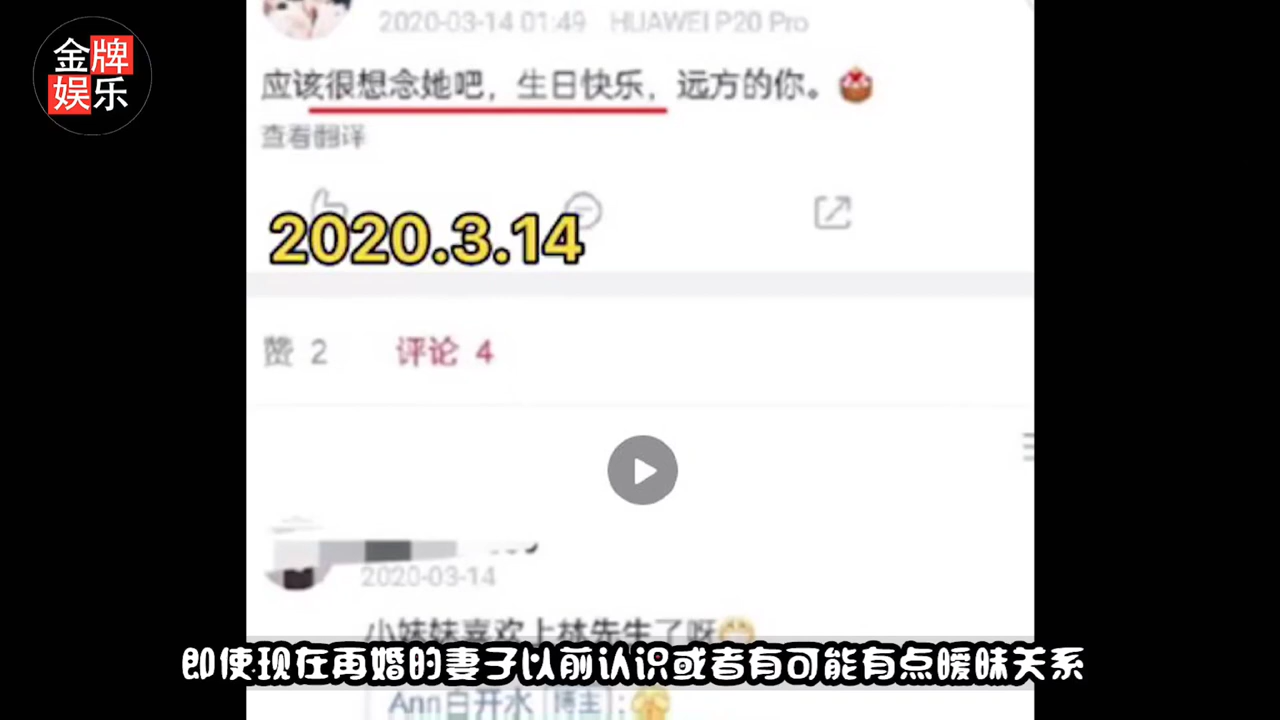 金牌
娱乐
2020-03-14 01:49 HUAWEI P20 Pro
应该很想念她吧，生日快乐，远方的你。
查看翻译
2020.3.14
赞 2 评论 4
2020-03-14
小妹妹喜欢上林先生了呀
即使现在再婚的妻子以前认识或者有可能有点暧昧关系
Ann白开水 博主：